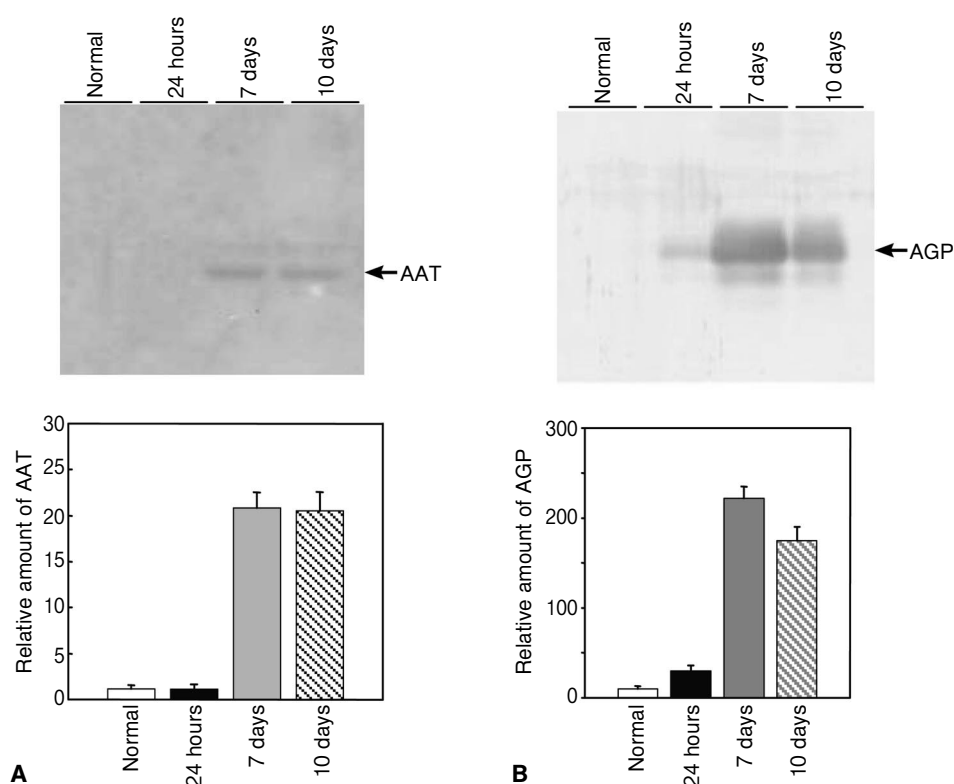 Normal
24 hours
7 days
10 days
AAT
Relative amount of AAT
30
25
20
15
10
5
0
Normal
24 hours
7 days
10 days
A
Normal
24 hours
7 days
10 days
AGP
Relative amount of AGP
300
200
100
0
Normal
24 hours
7 days
10 days
B